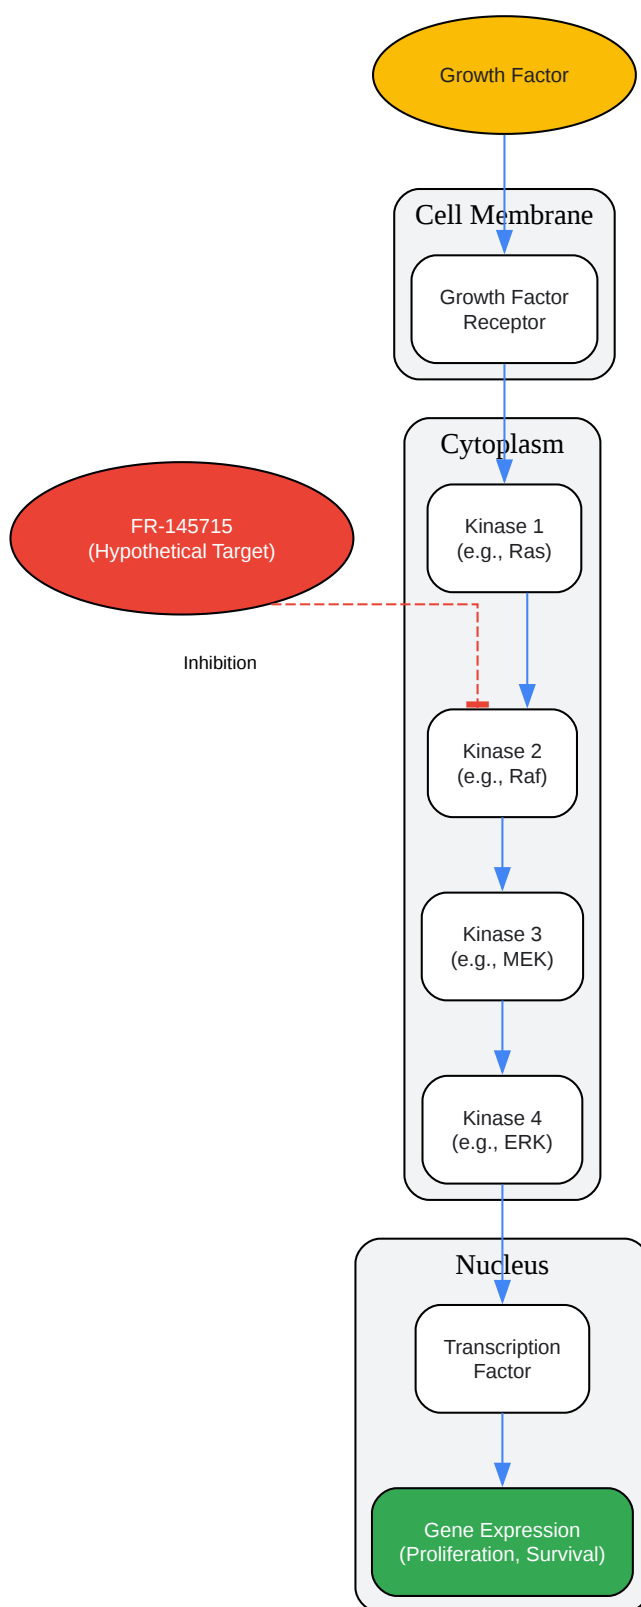 Growth Factor
Cell Membrane
Growth Factor
Receptor
Cytoplasm
Kinase 1
(e.g., Ras)
FR-145715
(Hypothetical Target)
Inhibition
Kinase 2
(e.g., Raf)
Kinase 3
(e.g., MEK)
Kinase 4
(e.g., ERK)
Nucleus
Transcription
Factor
Gene Expression
(Proliferation, Survival)